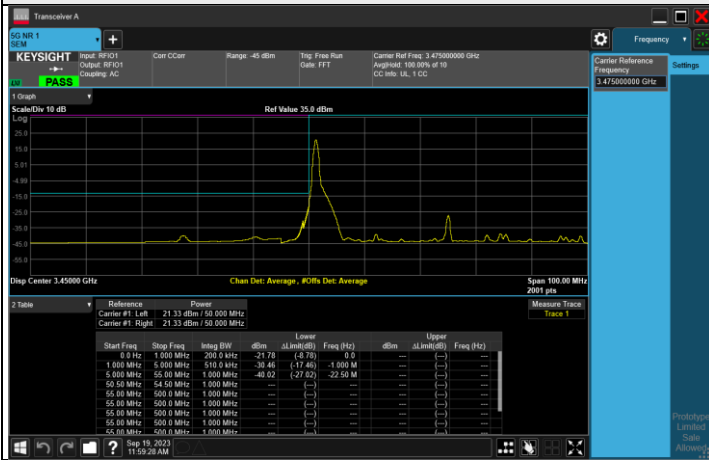 Transceiver A
5G NR 1
SEM
Frequency
KEYSIGHT
LVI
PASS
Input: RFIO1
Output: RFIO1
Coupling: AC
Corr CCorr
Range: -45 dBm
Trig: Free Run
Gate: FFT
Carrier Ref Freq: 3.475000000 GHz
Avg|Hold: 100.00% of 10
CC Info: UL, 1 CC
Carrier Reference
Frequency
3.475000000 GHz
Settings
1 Graph
Scale/Div 10 dB
Ref Value 35.0 dBm
Log
25.0
15.0
5.01
-4.99
-15.0
-25.0
-35.0
-45.0
-55.0
Disp Center 3.45000 GHz
Chan Det: Average, #Offs Det: Average
Span 100.00 MHz
2001 pts
2 Table
Reference Power
Carrier #1: Left 21.33 dBm / 50.000 MHz
Carrier #1: Right 21.33 dBm / 50.000 MHz
Measure Trace
Trace 1
Lower Upper
Start Freq Stop Freq Integ BW dBm ΔLimit(dB) Freq (Hz) dBm ΔLimit(dB) Freq (Hz)
0.0 Hz 1.000 MHz 200.0 kHz -21.78 (-8.78) 0.0 --- (---) ---
1.000 MHz 5.000 MHz 510.0 kHz -30.46 (-17.46) -1.000 M --- (---) ---
5.000 MHz 55.00 MHz 1.000 MHz -40.02 (-27.02) -22.50 M --- (---) ---
50.50 MHz 54.50 MHz 1.000 MHz --- (---) --- --- (---) ---
55.00 MHz 500.0 MHz 1.000 MHz --- (---) --- --- (---) ---
55.00 MHz 500.0 MHz 1.000 MHz --- (---) --- --- (---) ---
55.00 MHz 500.0 MHz 1.000 MHz --- (---) --- --- (---) ---
55.00 MHz 500.0 MHz 1.000 MHz --- (---) --- --- (---) ---
Prototype
Limited
Sale
Allowed
?
Sep 19, 2023
11:59:28 AM